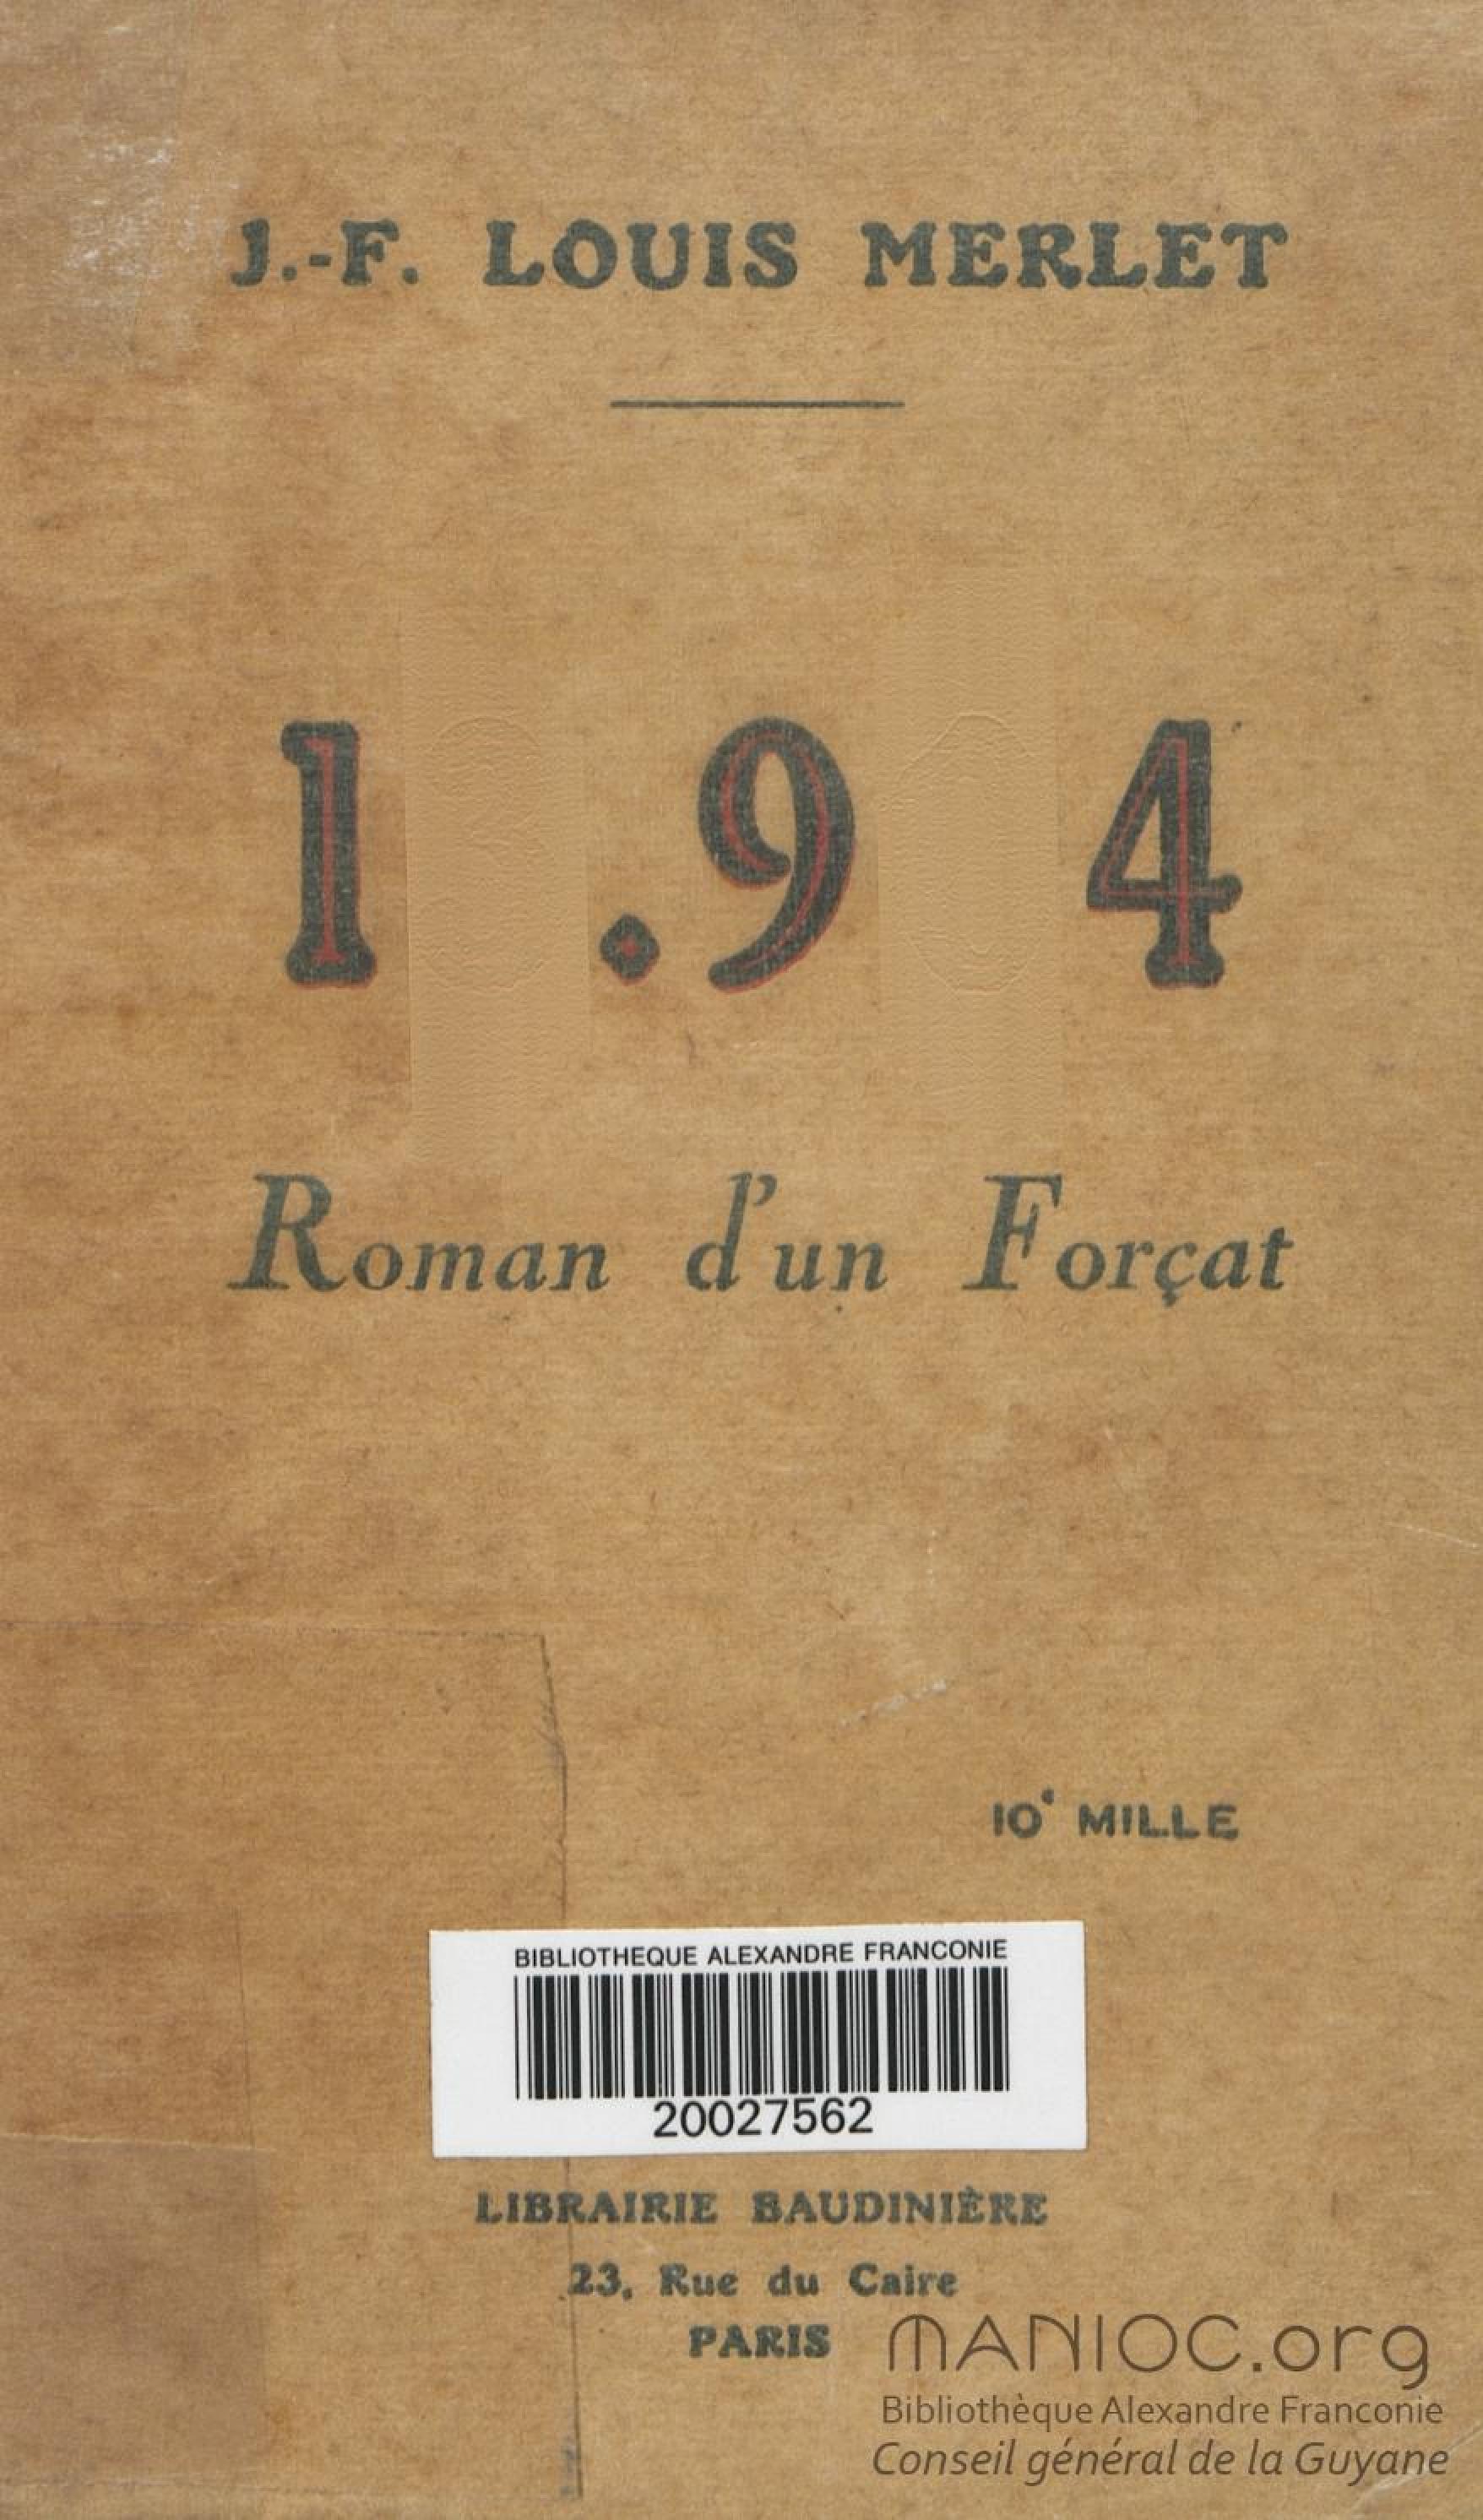 J.-F. LOUIS MERLET
1 .9 4
Roman d'un Forçat
10e MILLE
BIBLIOTHEQUE ALEXANDRE FRANCONIE
20027562
LIBRAIRIE BAUDINIÈRE
23, Rue du Caire
PARIS
MANIOC.org
Bibliothèque Alexandre Franconie
Conseil général de la Guyane